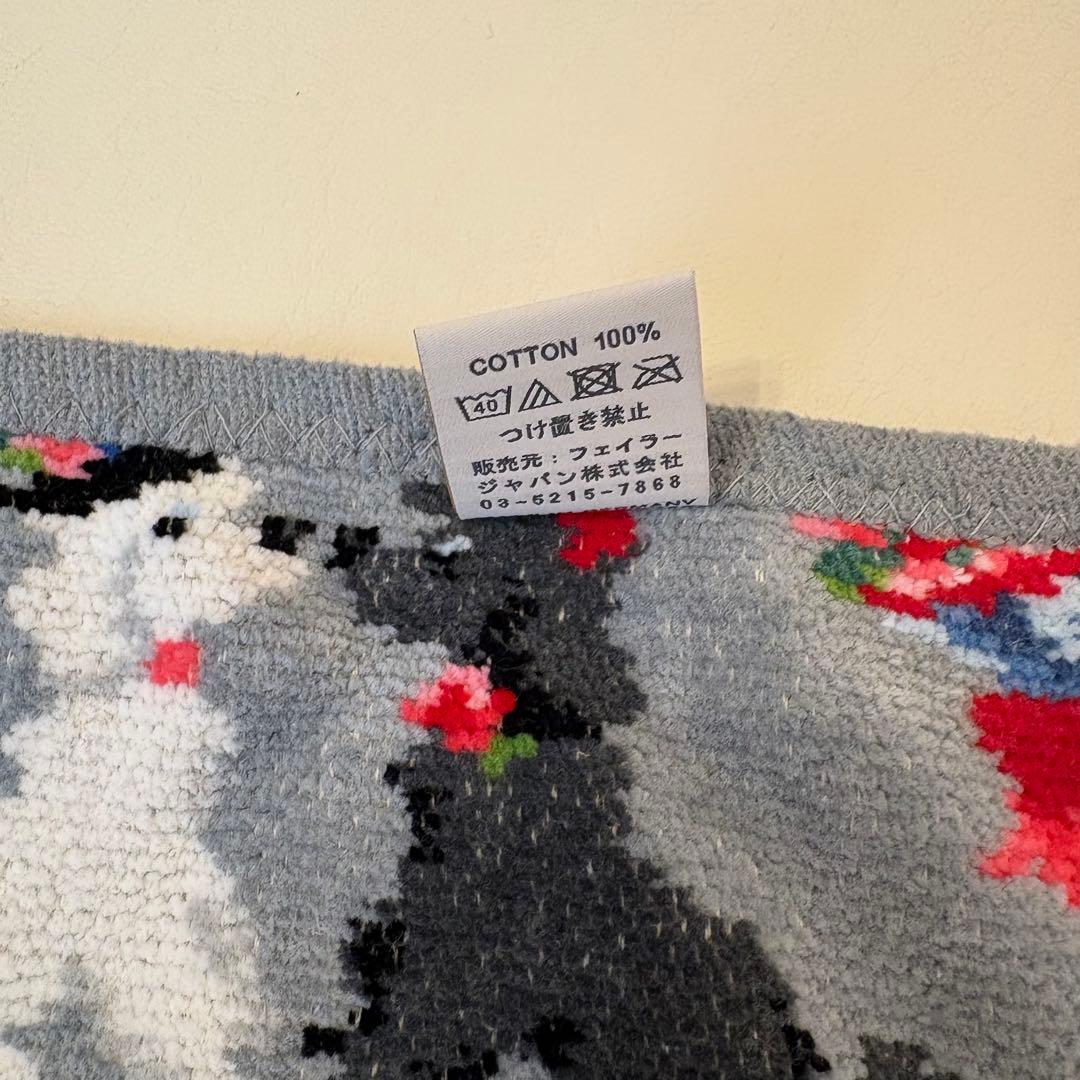 COTTON 100%
40
つけ置き禁止
販売元：フェイラー
ジャパン株式会社
03-5215-7868